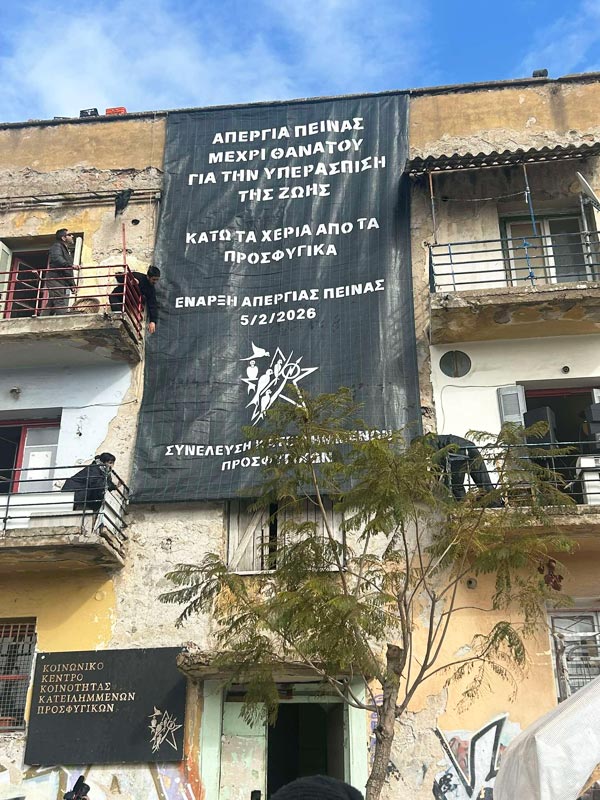 ΑΠΕΡΓΙΑ ΠΕΙΝΑΣ
ΜΕΧΡΙ ΘΑΝΑΤΟΥ
ΓΙΑ ΤΗΝ ΥΠΕΡΑΣΠΙΣΗ
ΤΗΣ ΖΩΗΣ
ΚΑΤΩ ΤΑ ΧΕΡΙΑ ΑΠΟ ΤΑ
ΠΡΟΣΦΥΓΙΚΑ
ΕΝΑΡΞΗ ΑΠΕΡΓΙΑΣ ΠΕΙΝΑΣ
5/2/2026
ΣΥΝΕΛΕΥΣΗ ΚΑΤΕΙΛΗΜΜΕΝΩΝ
ΠΡΟΣΦΥΓΙΚΩΝ
ΚΟΙΝΩΝΙΚΟ
ΚΕΝΤΡΟ
ΚΟΙΝΟΤΗΤΑΣ
ΚΑΤΕΙΛΗΜΜΕΝΩΝ
ΠΡΟΣΦΥΓΙΚΩΝ